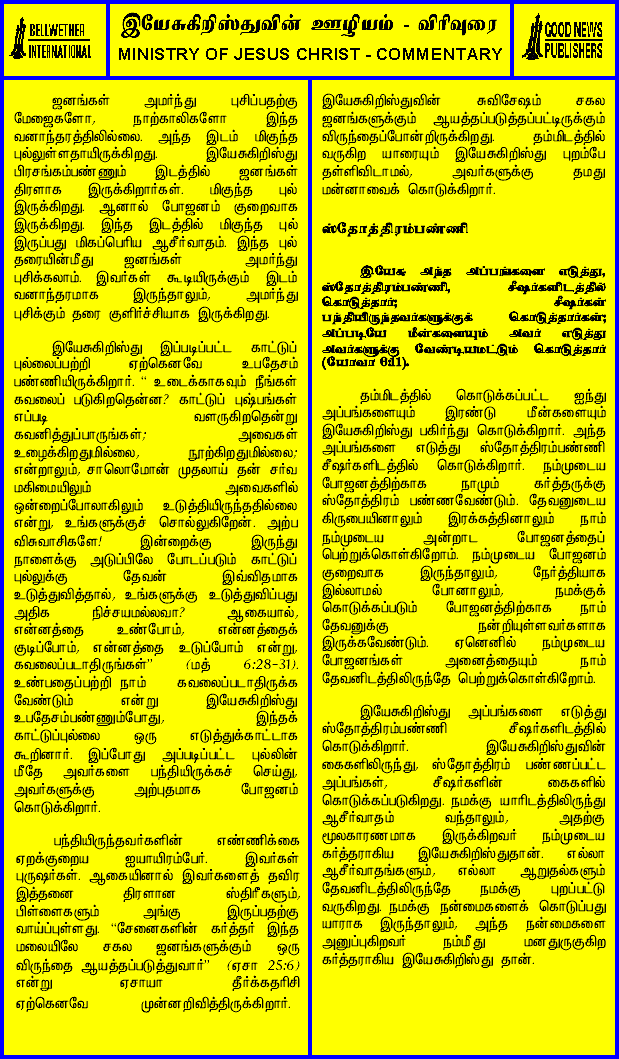 BELLWETHER
INTERNATIONAL
இயேசுகிறிஸ்துவின் ஊழியம் - விரிவுரை
MINISTRY OF JESUS CHRIST - COMMENTARY
GOOD NEWS
PUBLISHERS
ஜனங்கள் அமர்ந்து புசிப்பதற்கு
மேஜைகளோ, நாற்காலிகளோ இந்த
வனாந்தரத்திலில்லை. அந்த இடம் மிகுந்த
புல்லுள்ளதாயிருக்கிறது. இயேசுகிறிஸ்து
பிரசங்கம்பண்ணும் இடத்தில் ஜனங்கள்
திரளாக இருக்கிறார்கள். மிகுந்த புல்
இருக்கிறது. ஆனால் போஜனம் குறைவாக
இருக்கிறது. இந்த இடத்தில் மிகுந்த புல்
இருப்பது மிகப்பெரிய ஆசீர்வாதம். இந்த புல்
தரையின்மீது ஜனங்கள் அமர்ந்து
புசிக்கலாம். இவர்கள் கூடியிருக்கும் இடம்
வனாந்தரமாக இருந்தாலும், அமர்ந்து
புசிக்கும் தரை குளிர்ச்சியாக இருக்கிறது.
இயேசுகிறிஸ்து இப்படிப்பட்ட காட்டுப்
புல்லைப்பற்றி ஏற்கெனவே உபதேசம்
பண்ணியிருக்கிறார். “ உடைக்காகவும் நீங்கள்
கவலைப் படுகிறதென்ன? காட்டுப் புஷ்பங்கள்
எப்படி வளருகிறதென்று
கவனித்துப்பாருங்கள்; அவைகள்
உழைக்கிறதுமில்லை, நூற்கிறதுமில்லை;
என்றாலும், சாலொமோன் முதலாய் தன் சர்வ
மகிமையிலும் அவைகளில்
ஒன்றைப்போலாகிலும் உடுத்தியிருந்ததில்லை
என்று, உங்களுக்குச் சொல்லுகிறேன். அற்ப
விசுவாசிகளே! இன்றைக்கு இருந்து
நாளைக்கு அடுப்பிலே போடப்படும் காட்டுப்
புல்லுக்கு தேவன் இவ்விதமாக
உடுத்துவித்தால், உங்களுக்கு உடுத்துவிப்பது
அதிக நிச்சயமல்லவா? ஆகையால்,
என்னத்தை உண்போம், என்னத்தைக்
குடிப்போம், என்னத்தை உடுப்போம் என்று,
கவலைப்படாதிருங்கள்” (மத் 6:28-31).
உண்பதைப்பற்றி நாம் கவலைப்படாதிருக்க
வேண்டும் என்று இயேசுகிறிஸ்து
உபதேசம்பண்ணும்போது, இந்தக்
காட்டுப்புல்லை ஒரு எடுத்துக்காட்டாக
கூறினார். இப்போது அப்படிப்பட்ட புல்லின்
மீதே அவர்களை பந்தியிருக்கச் செய்து,
அவர்களுக்கு அற்புதமாக போஜனம்
கொடுக்கிறார்.
பந்தியிருந்தவர்களின் எண்ணிக்கை
ஏறக்குறைய ஐயாயிரம்பேர். இவர்கள்
புருஷர்கள். ஆகையினால் இவர்களைத் தவிர
இத்தனை திரளான ஸ்திரீகளும்,
பிள்ளைகளும் அங்கு இருப்பதற்கு
வாய்ப்புள்ளது. “சேனைகளின் கர்த்தர் இந்த
மலையிலே சகல ஜனங்களுக்கும் ஒரு
விருந்தை ஆயத்தப்படுத்துவார்” (ஏசா 25:6)
என்று ஏசாயா தீர்க்கதரிசி
ஏற்கெனவே முன்னறிவித்திருக்கிறார்.
இயேசுகிறிஸ்துவின் சுவிசேஷம் சகல
ஜனங்களுக்கும் ஆயத்தப்படுத்தப்பட்டிருக்கும்
விருந்தைப்போன்றிருக்கிறது. தம்மிடத்தில்
வருகிற யாரையும் இயேசுகிறிஸ்து புறம்பே
தள்ளிவிடாமல், அவர்களுக்கு தமது
மன்னாவைக் கொடுக்கிறார்.
ஸ்தோத்திரம்பண்ணி
இயேசு அந்த அப்பங்களை எடுத்து,
ஸ்தோத்திரம்பண்ணி, சீஷர்களிடத்தில்
கொடுத்தார்; சீஷர்கள்
பந்தியிருந்தவர்களுக்குக் கொடுத்தார்கள்;
அப்படியே மீன்களையும் அவர் எடுத்து
அவர்களுக்கு வேண்டியமட்டும் கொடுத்தார்
(யோவா 6:11).
தம்மிடத்தில் கொடுக்கப்பட்ட ஐந்து
அப்பங்களையும் இரண்டு மீன்களையும்
இயேசுகிறிஸ்து பகிர்ந்து கொடுக்கிறார். அந்த
அப்பங்களை எடுத்து ஸ்தோத்திரம்பண்ணி
சீஷர்களிடத்தில் கொடுக்கிறார். நம்முடைய
போஜனத்திற்காக நாமும் கர்த்தருக்கு
ஸ்தோத்திரம் பண்ணவேண்டும். தேவனுடைய
கிருபையினாலும் இரக்கத்தினாலும் நாம்
நம்முடைய அன்றாட போஜனத்தைப்
பெற்றுக்கொள்கிறோம். நம்முடைய போஜனம்
குறைவாக இருந்தாலும், நேர்த்தியாக
இல்லாமல் போனாலும், நமக்குக்
கொடுக்கப்படும் போஜனத்திற்காக நாம்
தேவனுக்கு நன்றியுள்ளவர்களாக
இருக்கவேண்டும். ஏனெனில் நம்முடைய
போஜனங்கள் அனைத்தையும் நாம்
தேவனிடத்திலிருந்தே பெற்றுக்கொள்கிறோம்.
இயேசுகிறிஸ்து அப்பங்களை எடுத்து
ஸ்தோத்திரம்பண்ணி சீஷர்களிடத்தில்
கொடுக்கிறார். இயேசுகிறிஸ்துவின்
கைகளிலிருந்து, ஸ்தோத்திரம் பண்ணப்பட்ட
அப்பங்கள், சீஷர்களின் கைகளில்
கொடுக்கப்படுகிறது. நமக்கு யாரிடத்திலிருந்து
ஆசீர்வாதம் வந்தாலும், அதற்கு
மூலகாரணமாக இருக்கிறவர் நம்முடைய
கர்த்தராகிய இயேசுகிறிஸ்துதான். எல்லா
ஆசீர்வாதங்களும், எல்லா ஆறுதல்களும்
தேவனிடத்திலிருந்தே நமக்கு புறப்பட்டு
வருகிறது. நமக்கு நன்மைகளைக் கொடுப்பது
யாராக இருந்தாலும், அந்த நன்மைகளை
அனுப்புகிறவர் நம்மீது மனதுருகுகிற
கர்த்தராகிய இயேசுகிறிஸ்து தான்.